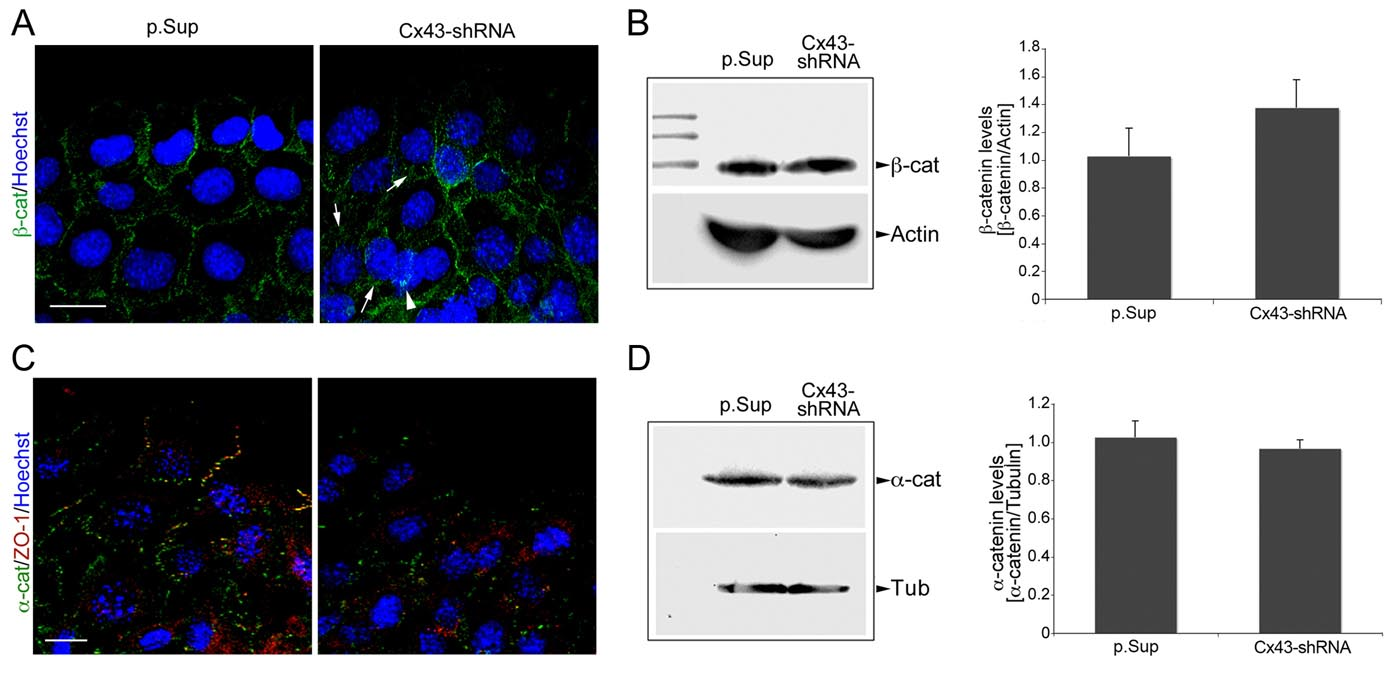 A
p.Sup
Cx43-shRNA
β-cat/Hoechst
B
p.Sup
Cx43-
shRNA
β-cat
Actin
β-catenin levels
[β-catenin/Actin]
1.8
1.6
1.4
1.2
1.0
0.8
0.6
0.4
0.2
0
p.Sup
Cx43-shRNA
C
α-cat/ZO-1/Hoechst
D
p.Sup
Cx43-
shRNA
α-cat
Tub
α-catenin levels
[α-catenin/Tubulin]
1.2
1.0
0.8
0.6
0.4
0.2
0
p.Sup
Cx43-shRNA